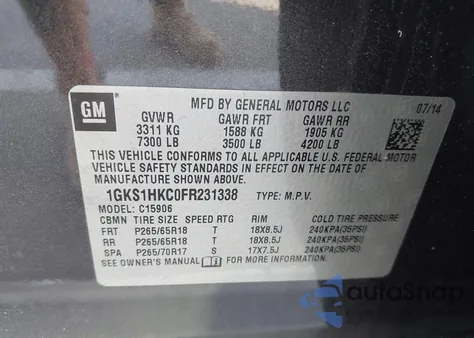 GM
MFD BY GENERAL MOTORS LLC 07/14
GVWR GAWR FRT GAWR RR
3311 KG 1588 KG 1905 KG
7300 LB 3500 LB 4200 LB
THIS VEHICLE CONFORMS TO ALL APPLICABLE U.S. FEDERAL MOTOR
VEHICLE SAFETY STANDARDS IN EFFECT ON THE DATE OF
MANUFACTURE SHOWN ABOVE.
1GKS1HKC0FR231338 TYPE: M.P.V.
MODEL: C15906
CBMN TIRE SIZE SPEED RTG RIM COLD TIRE PRESSURE
FRT P265/65R18 T 18X8.5J 240KPA(35PSI)
RR P265/65R18 T 18X8.5J 240KPA(35PSI)
SPA P265/70R17 S 17X7.5J 240KPA(35PSI)
SEE OWNER'S MANUAL FOR MORE INFORMATION
autoSnap